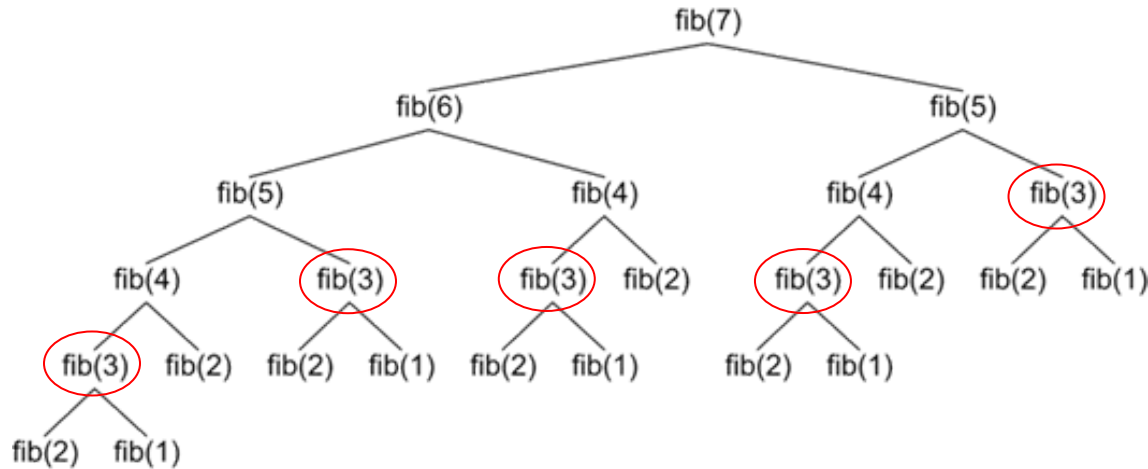 fib(7)
fib(6) fib(5)
fib(5) fib(4) fib(4) fib(3)
fib(4) fib(3) fib(3) fib(2) fib(3) fib(2) fib(2) fib(1)
fib(3) fib(2) fib(2) fib(1) fib(2) fib(1) fib(2) fib(1)
fib(2) fib(1)